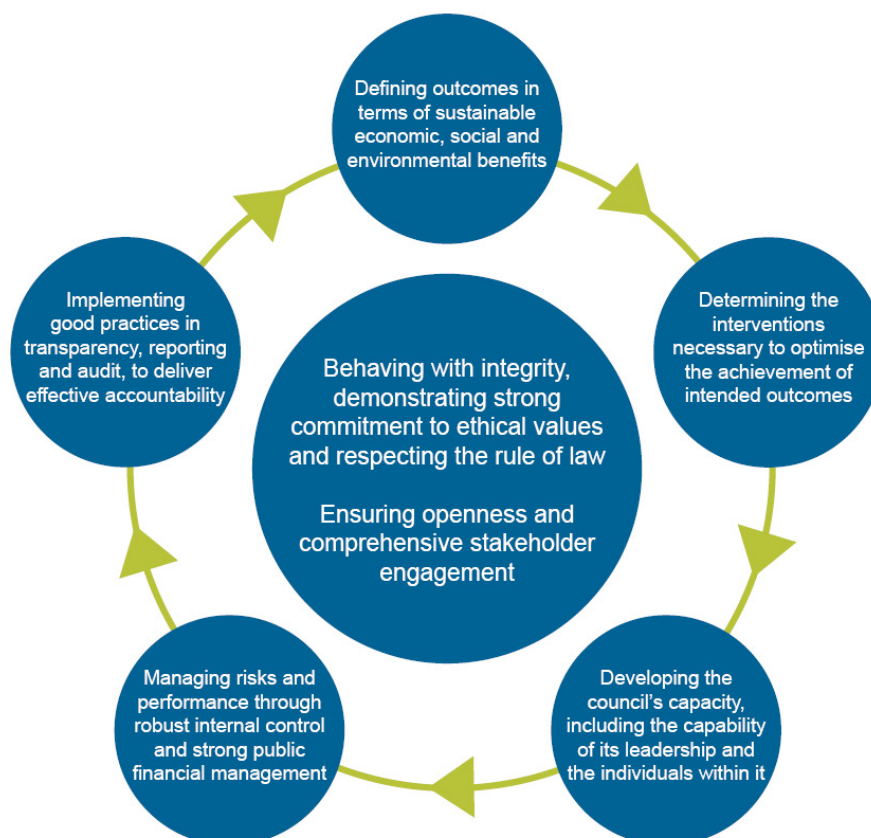 Defining outcomes in
terms of sustainable
economic, social and
environmental benefits
Determining the
interventions
necessary to optimise
the achievement of
intended outcomes
Developing the
council's capacity,
including the capability
of its leadership and
the individuals within it
Managing risks and
performance through
robust internal control
and strong public
financial management
Implementing
good practices in
transparency, reporting
and audit, to deliver
effective accountability
Behaving with integrity,
demonstrating strong
commitment to ethical values
and respecting the rule of law
Ensuring openness and
comprehensive stakeholder
engagement